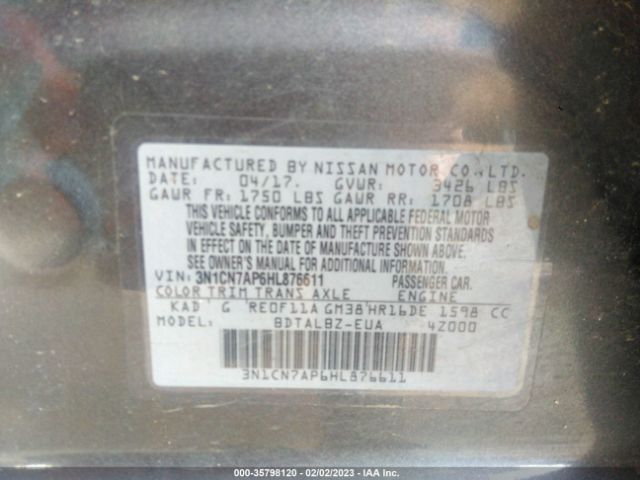 MANUFACTURED BY NISSAN MOTOR CO., LTD.
DATE: 04/17. GVWR: 3426 LBS
GAWR FR: 1750 LBS GAWR RR: 1708 LBS
THIS VEHICLE CONFORMS TO ALL APPLICABLE FEDERAL MOTOR
VEHICLE SAFETY, BUMPER AND THEFT PREVENTION STANDARDS
IN EFFECT ON THE DATE OF MANUFACTURE SHOWN ABOVE.
SEE OWNER'S MANUAL FOR ADDITIONAL INFORMATION
VIN: 3N1CN7AP6HL876611 PASSENGER CAR.
COLOR TRIM TRANS AXLE ENGINE
KAD G RE0F11A GM38 HR16DE 1598 CC
MODEL: BDTALBZ-EUA 4Z000
3N1CN7AP6HL876611
000-35798120 - 02/02/2023 - IAA Inc.